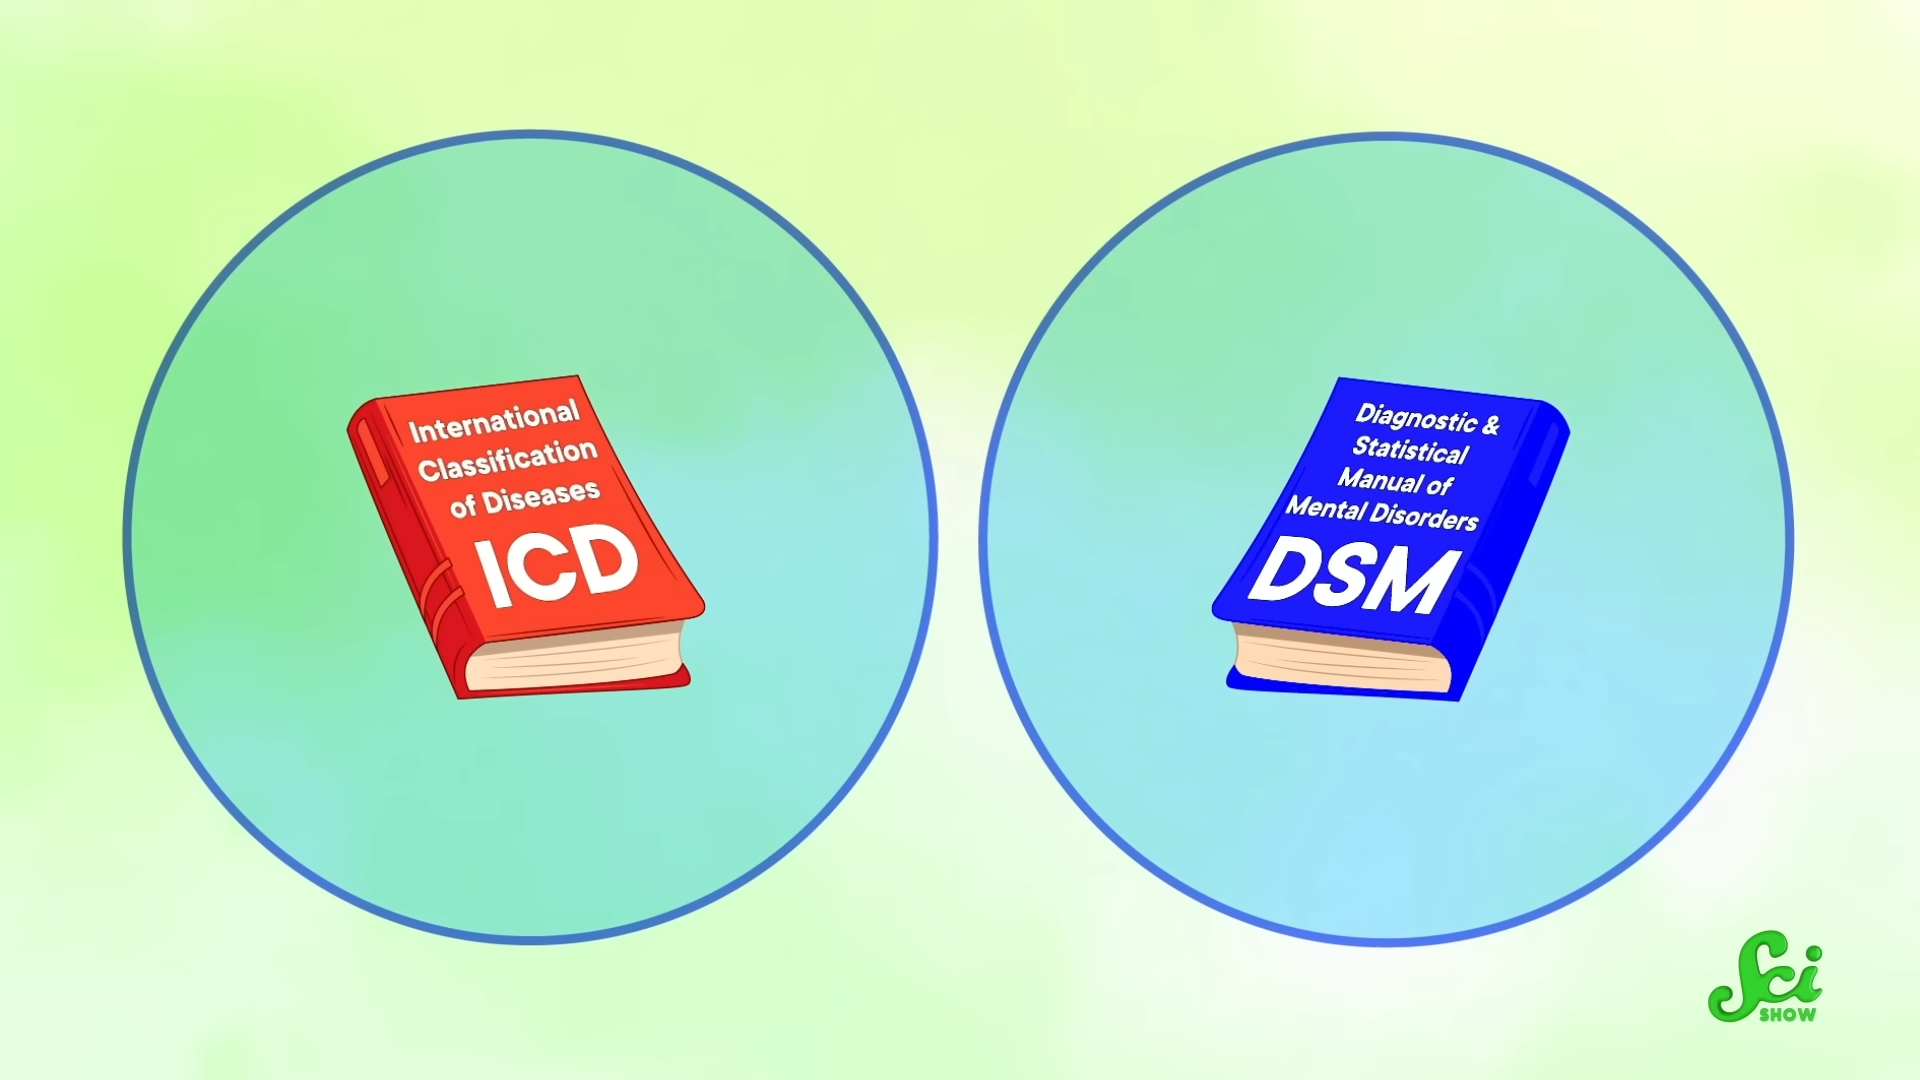 International
Classification
of Diseases
ICD
Diagnostic &
Statistical
Manual of
Mental Disorders
DSM
Sci
SHOW